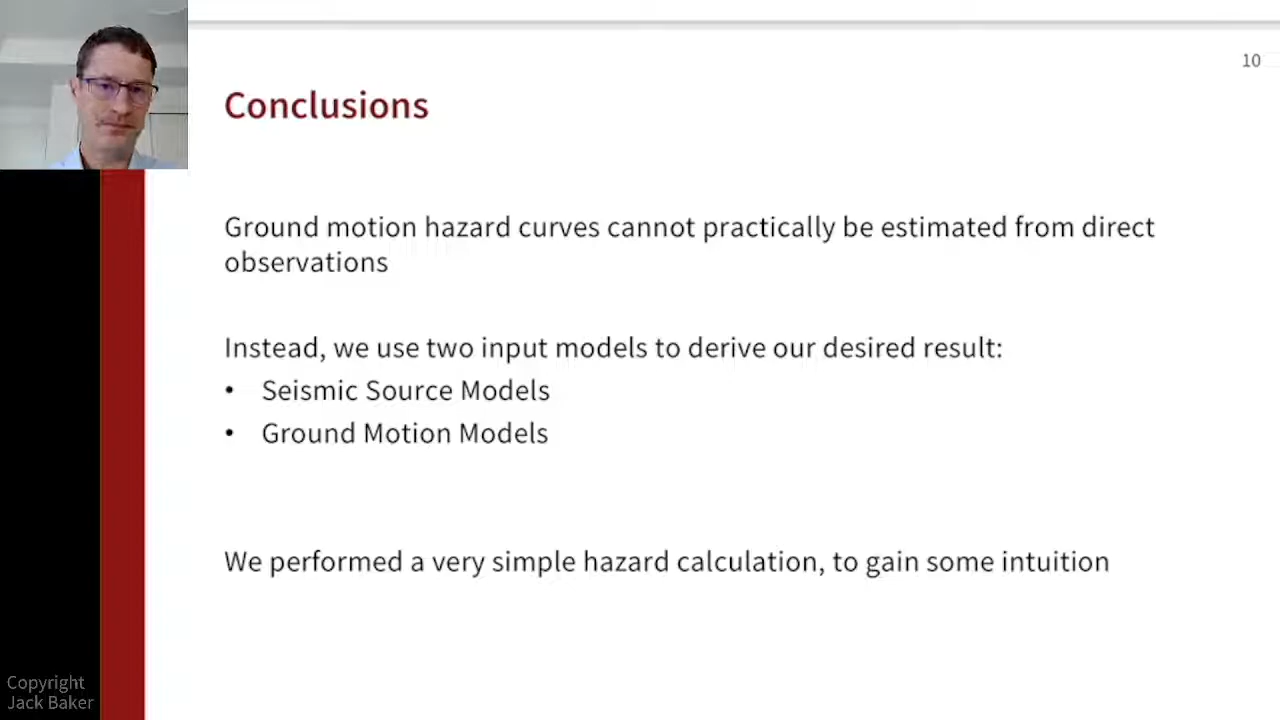 10
Conclusions
Ground motion hazard curves cannot practically be estimated from direct
observations
Instead, we use two input models to derive our desired result:
• Seismic Source Models
• Ground Motion Models
We performed a very simple hazard calculation, to gain some intuition
Copyright
Jack Baker